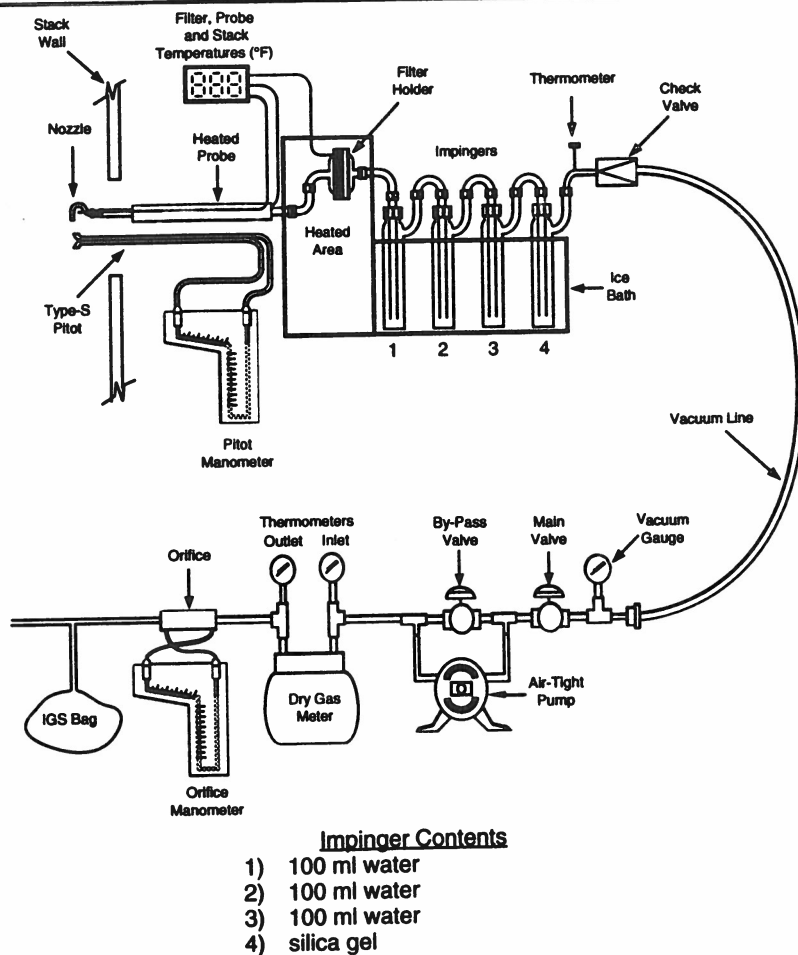 Stack
Wall
Filter, Probe
and Stack
Temperatures (°F)
Filter
Holder
Thermometer
Check
Valve
Nozzle
Heated
Probe
Impingers
Heated
Area
Ice
Bath
Type-S
Pitot
1 2 3 4
Pitot
Manometer
Vacuum Line
Orifice
Thermometers
Outlet Inlet
By-Pass
Valve
Main
Valve
Vacuum
Gauge
IGS Bag
Dry Gas
Meter
Air-Tight
Pump
Orifice
Manometer
Impinger Contents
1) 100 ml water
2) 100 ml water
3) 100 ml water
4) silica gel